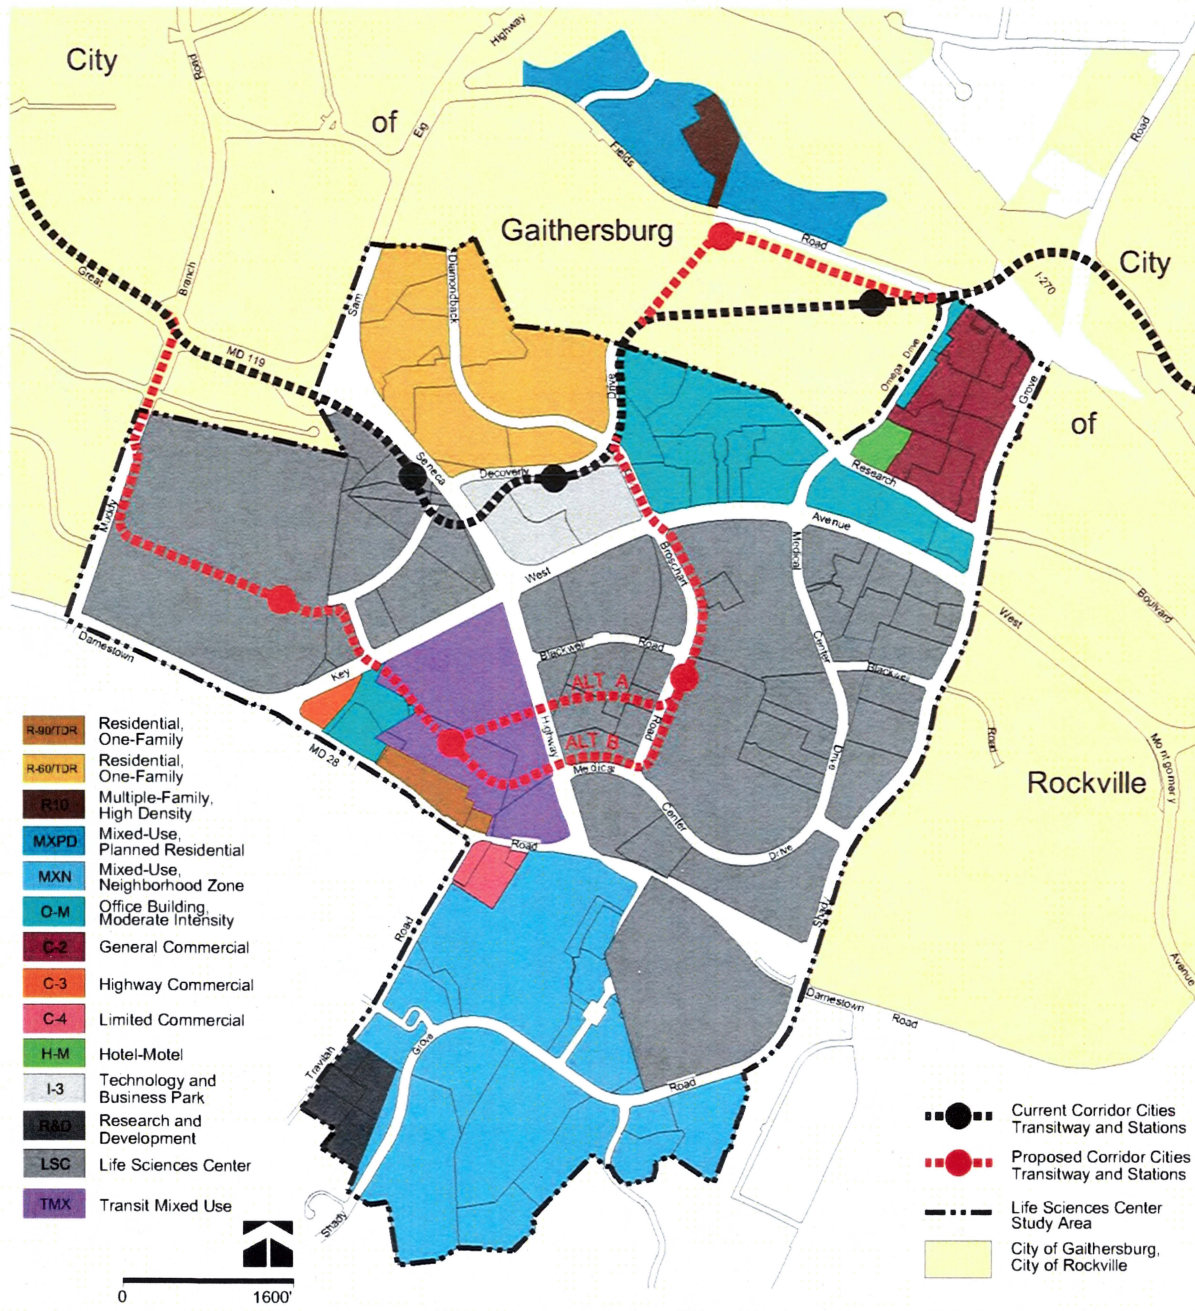 City
of
Gaithersburg
City
of
Rockville
Road
Highway
Eig
Fields
Road
Road
I-270
Great
Branch
MD 119
Sam
Diamondback
Drive
Omega Drive
Grove
Research
Seneca
Decoverly
Muddy
Avenue
West
Broschart
Medical
West
Boulvard
Darnestown
Key
Blackwell
Road
Center
Blackwell
ALT A
ALT B
Highway
Road
Medical
Road
Drive
Montgomery
MD 28
Center
Drive
Road
Road
Shady
Avenue
Darnestown
Road
Travilah
Grove
Road
Shady
R-90/TDR
Residential,
One-Family
R-60/TDR
Residential,
One-Family
R10
Multiple-Family,
High Density
MXPD
Mixed-Use,
Planned Residential
MXN
Mixed-Use,
Neighborhood Zone
O-M
Office Building,
Moderate Intensity
C-2
General Commercial
C-3
Highway Commercial
C-4
Limited Commercial
H-M
Hotel-Motel
I-3
Technology and
Business Park
R&D
Research and
Development
LSC
Life Sciences Center
TMX
Transit Mixed Use
0
1600'
Current Corridor Cities
Transitway and Stations
Proposed Corridor Cities
Transitway and Stations
Life Sciences Center
Study Area
City of Gaithersburg,
City of Rockville